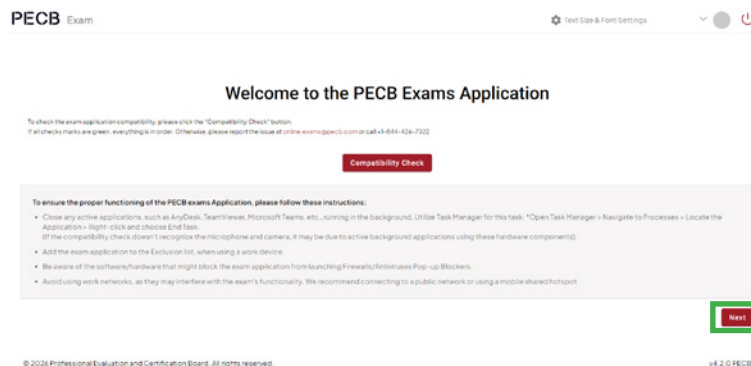 PECB Exam
Text Size & Font Settings
Welcome to the PECB Exams Application
To check the exam application compatibility, please click the "Compatibility Check" button.
If all checks marks are green, everything is in order. Otherwise, please report the issue at online.exams@pecb.com or call +1-844-426-7322
Compatibility Check
To ensure the proper functioning of the PECB exams Application, please follow these instructions:
• Close any active applications, such as AnyDesk, TeamViewer, Microsoft Teams, etc., running in the background. Utilize Task Manager for this task: "Open Task Manager > Navigate to Processes > Locate the
Application > Right-click and choose End Task.
(If the compatibility check doesn't recognize the microphone and camera, it may be due to active background applications using these hardware components).
• Add the exam application to the Exclusion list, when using a work device.
• Be aware of the software/hardware that might block the exam application from launching Firewalls/Antiviruses Pop-up Blockers.
• Avoid using work networks, as they may interfere with the exam's functionality. We recommend connecting to a public network or using a mobile shared hotspot.
Next
© 2026 Professional Evaluation and Certification Board. All rights reserved.
v4.2.0 PECB